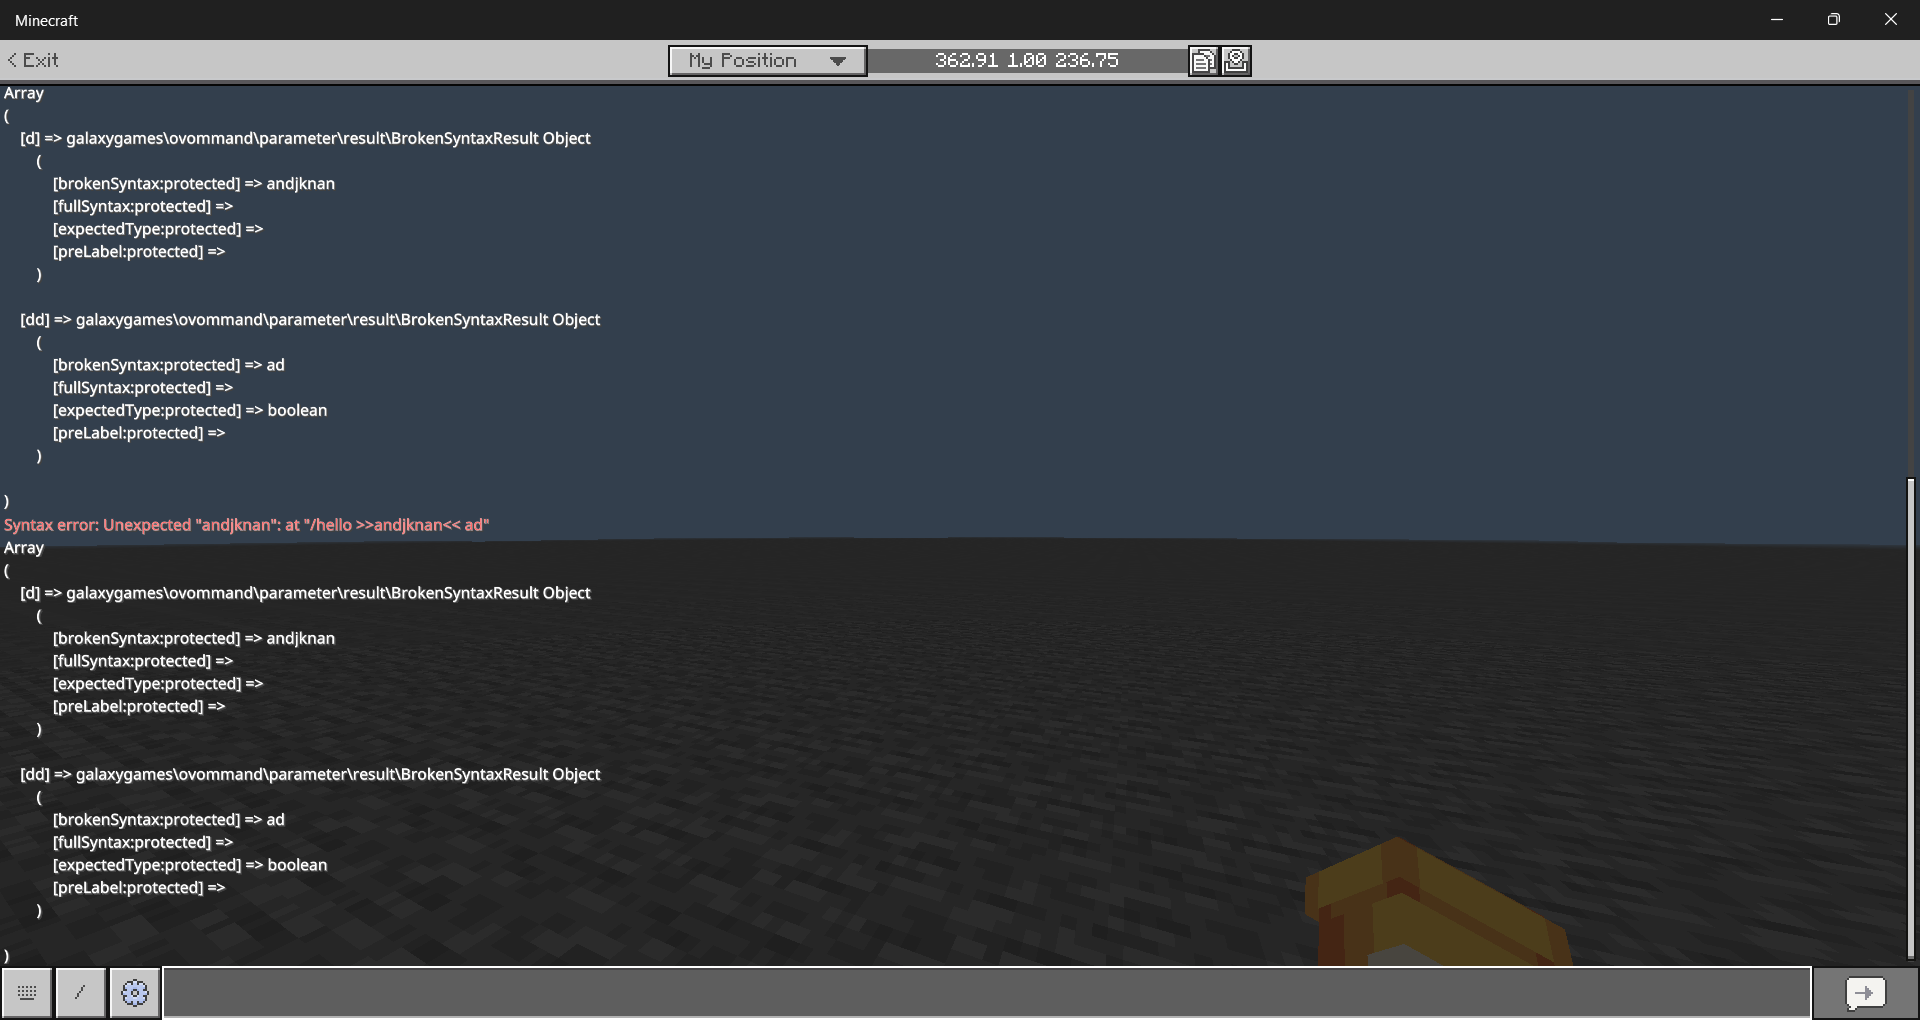 Minecraft
< Exit
My Position
362.91 1.00 236.75
Array
(
[d] => galaxygames\ovommand\parameter\result\BrokenSyntaxResult Object
(
[brokenSyntax:protected] => andjknan
[fullSyntax:protected] =>
[expectedType:protected] =>
[preLabel:protected] =>
)
[dd] => galaxygames\ovommand\parameter\result\BrokenSyntaxResult Object
(
[brokenSyntax:protected] => ad
[fullSyntax:protected] =>
[expectedType:protected] => boolean
[preLabel:protected] =>
)
)
Syntax error: Unexpected "andjknan": at "/hello >>andjknan<< ad"
Array
(
[d] => galaxygames\ovommand\parameter\result\BrokenSyntaxResult Object
(
[brokenSyntax:protected] => andjknan
[fullSyntax:protected] =>
[expectedType:protected] =>
[preLabel:protected] =>
)
[dd] => galaxygames\ovommand\parameter\result\BrokenSyntaxResult Object
(
[brokenSyntax:protected] => ad
[fullSyntax:protected] =>
[expectedType:protected] => boolean
[preLabel:protected] =>
)
)
/